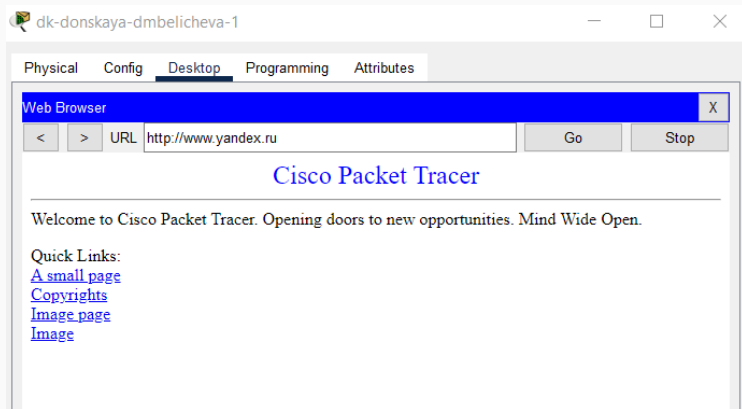 dk-donskaya-dmbelicheva-1
Physical Config Desktop Programming Attributes
Web Browser X
< > URL http://www.yandex.ru Go Stop
Cisco Packet Tracer
Welcome to Cisco Packet Tracer. Opening doors to new opportunities. Mind Wide Open.
Quick Links:
A small page
Copyrights
Image page
Image